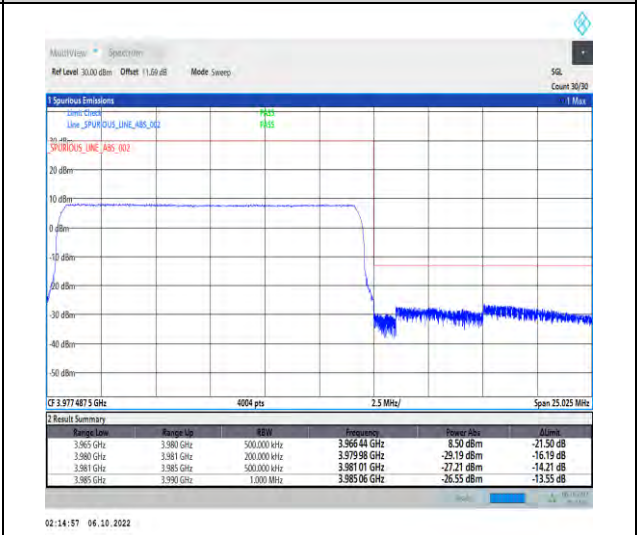 MultiView Spectrum
Ref Level 30.00 dBm Offset 11.69 dB Mode Sweep SGL
Count 30/30
1 Spurious Emissions 1 Max
Limit Check PASS
Line _SPURIOUS_LINE_ABS_002 PASS
30 dBm
_SPURIOUS_LINE_ABS_002
20 dBm
10 dBm
0 dBm
-10 dBm
-20 dBm
-30 dBm
-40 dBm
-50 dBm
CF 3.977 487 5 GHz 4004 pts 2.5 MHz/ Span 25.025 MHz
2 Result Summary
Range Low Range Up RBW Frequency Power Abs ΔLimit
3.965 GHz 3.980 GHz 500.000 kHz 3.966 44 GHz 8.50 dBm -21.50 dB
3.980 GHz 3.981 GHz 200.000 kHz 3.979 98 GHz -29.19 dBm -16.19 dB
3.981 GHz 3.985 GHz 500.000 kHz 3.981 01 GHz -27.21 dBm -14.21 dB
3.985 GHz 3.990 GHz 1.000 MHz 3.985 06 GHz -26.55 dBm -13.55 dB
02:14:57 06.10.2022